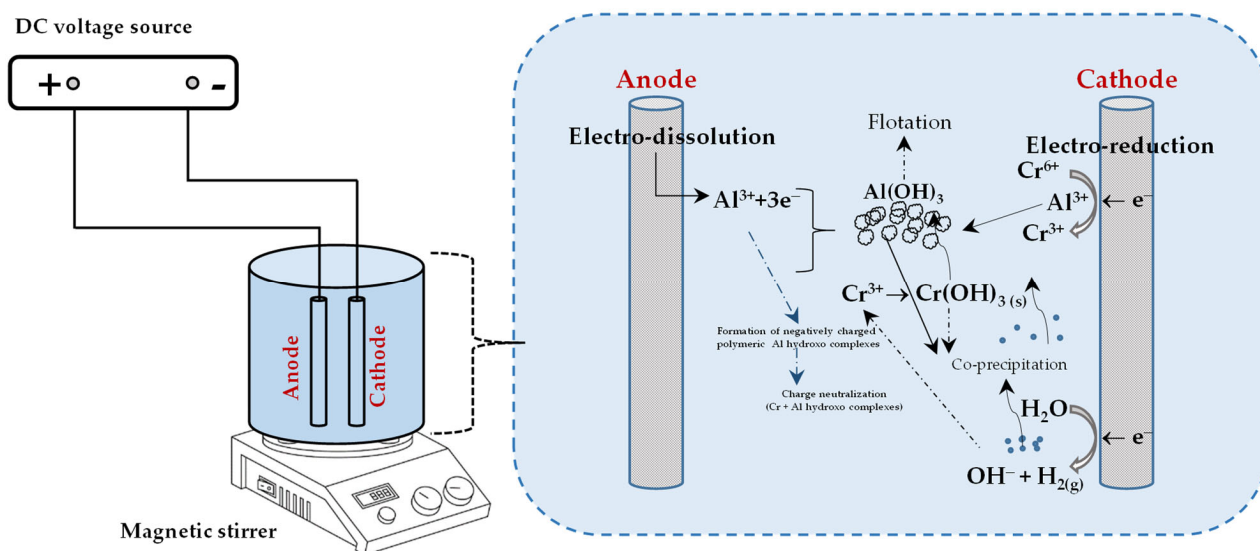 DC voltage source
+ -
Anode
Cathode
Magnetic stirrer
Anode
Cathode
Electro-dissolution
Flotation
Electro-reduction
Cr⁶⁺
Al³⁺+3e⁻
Al(OH)₃
Al³⁺
← e⁻
Cr³⁺
Cr³⁺→Cr(OH)₃ (s)
Formation of negatively charged
polymeric Al hydroxo complexes
Co-precipitation
Charge neutralization
(Cr + Al hydroxo complexes)
H₂O
← e⁻
OH⁻ + H₂(g)